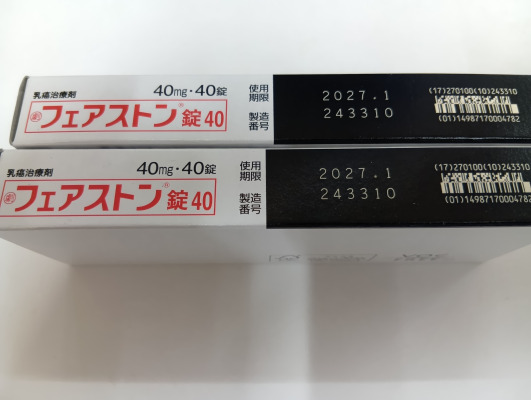 乳癌治療剤
40mg・40錠
劇 フェアストン® 錠40
使用
期限
製造
番号
2027.1
243310
(17)270100(10)243310
(01)14987170004782
乳癌治療剤
40mg・40錠
劇 フェアストン® 錠40
使用
期限
製造
番号
2027.1
243310
(17)270100(10)243310
(01)14987170004782